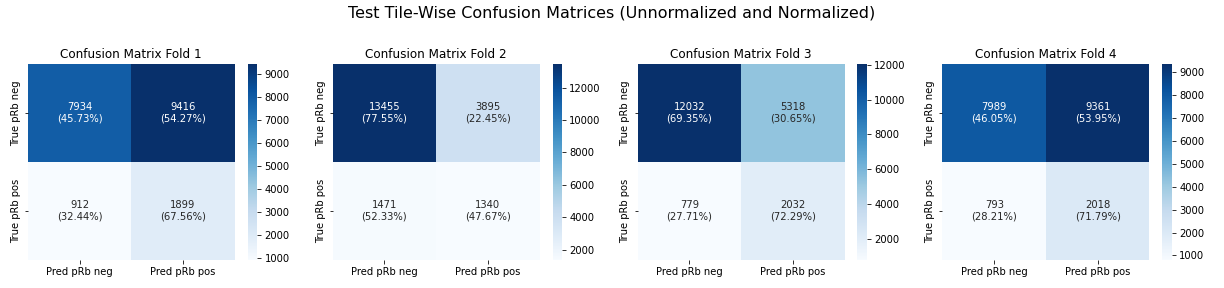 Test Tile-Wise Confusion Matrices (Unnormalized and Normalized)
Confusion Matrix Fold 1
True pRb neg
True pRb pos
7934
(45.73%)
9416
(54.27%)
912
(32.44%)
1899
(67.56%)
Pred pRb neg
Pred pRb pos
9000
8000
7000
6000
5000
4000
3000
2000
1000
Confusion Matrix Fold 2
True pRb neg
True pRb pos
13455
(77.55%)
3895
(22.45%)
1471
(52.33%)
1340
(47.67%)
Pred pRb neg
Pred pRb pos
12000
10000
8000
6000
4000
2000
Confusion Matrix Fold 3
True pRb neg
True pRb pos
12032
(69.35%)
5318
(30.65%)
779
(27.71%)
2032
(72.29%)
Pred pRb neg
Pred pRb pos
12000
10000
8000
6000
4000
2000
Confusion Matrix Fold 4
True pRb neg
True pRb pos
7989
(46.05%)
9361
(53.95%)
793
(28.21%)
2018
(71.79%)
Pred pRb neg
Pred pRb pos
9000
8000
7000
6000
5000
4000
3000
2000
1000